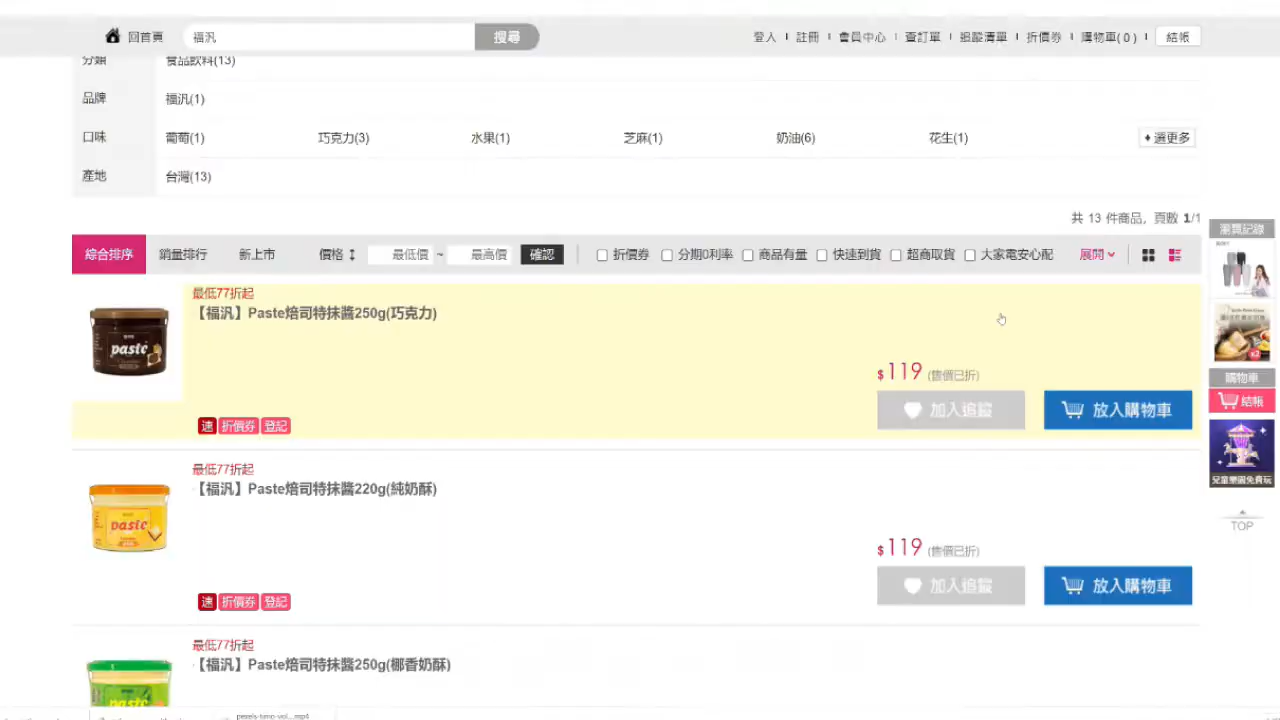 回首頁
福汎
搜尋
登入
註冊
會員中心
查訂單
追蹤清單
折價券
購物車(0)
結帳
分類
食品飲料(13)
品牌
福汎(1)
口味
葡萄(1)
巧克力(3)
水果(1)
芝麻(1)
奶油(6)
花生(1)
+選更多
產地
台灣(13)
共 13 件商品，頁數 1/1
綜合排序
銷量排行
新上市
價格
最低價 ~ 最高價
確認
折價券
分期0利率
商品有量
快速到貨
超商取貨
大家電安心配
展開
瀏覽記錄
最低77折起
【福汎】Paste焙司特抹醬250g(巧克力)
paste
$119 (售價已折)
加入追蹤
放入購物車
速 折價券 登記
購物車
結帳
兒童樂園免費玩
TOP
最低77折起
【福汎】Paste焙司特抹醬220g(純奶酥)
paste
$119 (售價已折)
加入追蹤
放入購物車
速 折價券 登記
最低77折起
【福汎】Paste焙司特抹醬250g(椰香奶酥)
paste